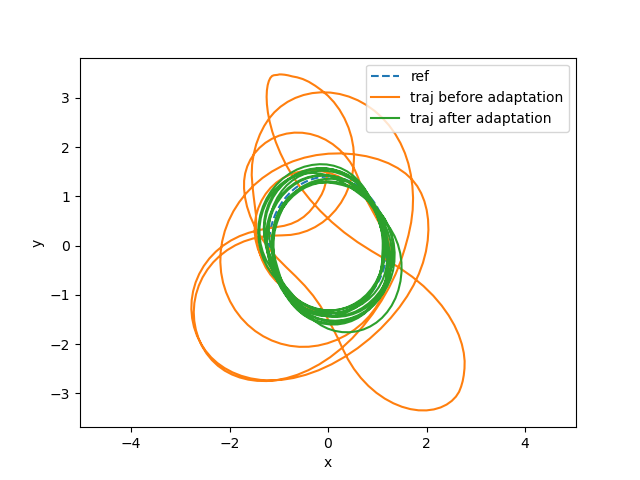 ref
traj before adaptation
traj after adaptation
3
2
1
0
−1
−2
−3
y
−4
−2
0
2
4
x